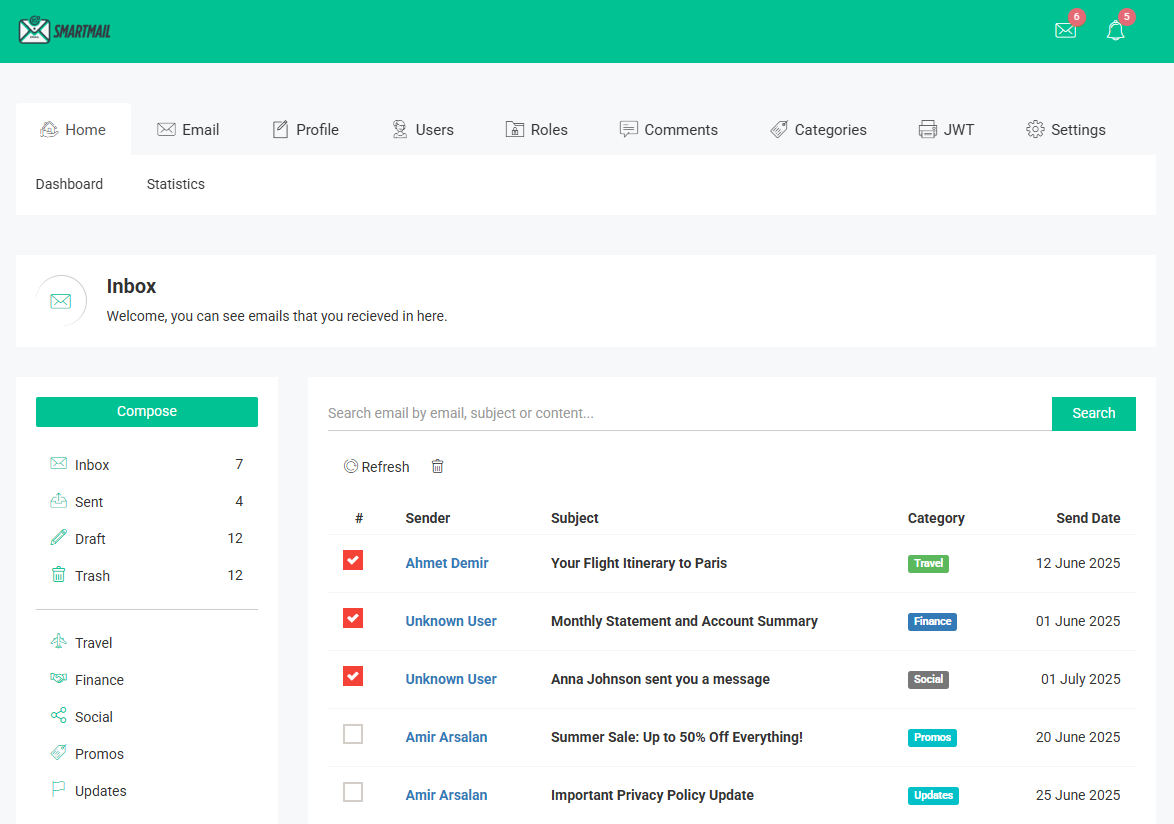 SMARTMAIL
6
5
Home Email Profile Users Roles Comments Categories JWT Settings
Dashboard Statistics
Inbox
Welcome, you can see emails that you recieved in here.
Compose
Inbox 7
Sent 4
Draft 12
Trash 12
Travel
Finance
Social
Promos
Updates
Search email by email, subject or content... Search
Refresh
# Sender Subject Category Send Date
Ahmet Demir Your Flight Itinerary to Paris Travel 12 June 2025
Unknown User Monthly Statement and Account Summary Finance 01 June 2025
Unknown User Anna Johnson sent you a message Social 01 July 2025
Amir Arsalan Summer Sale: Up to 50% Off Everything! Promos 20 June 2025
Amir Arsalan Important Privacy Policy Update Updates 25 June 2025